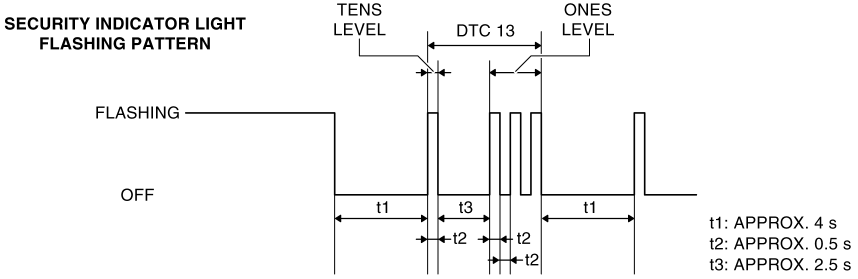 SECURITY INDICATOR LIGHT
FLASHING PATTERN
TENS
LEVEL
DTC 13
ONES
LEVEL
FLASHING
OFF
t1
t3
t1
t2
t2
t2
t1: APPROX. 4 s
t2: APPROX. 0.5 s
t3: APPROX. 2.5 s